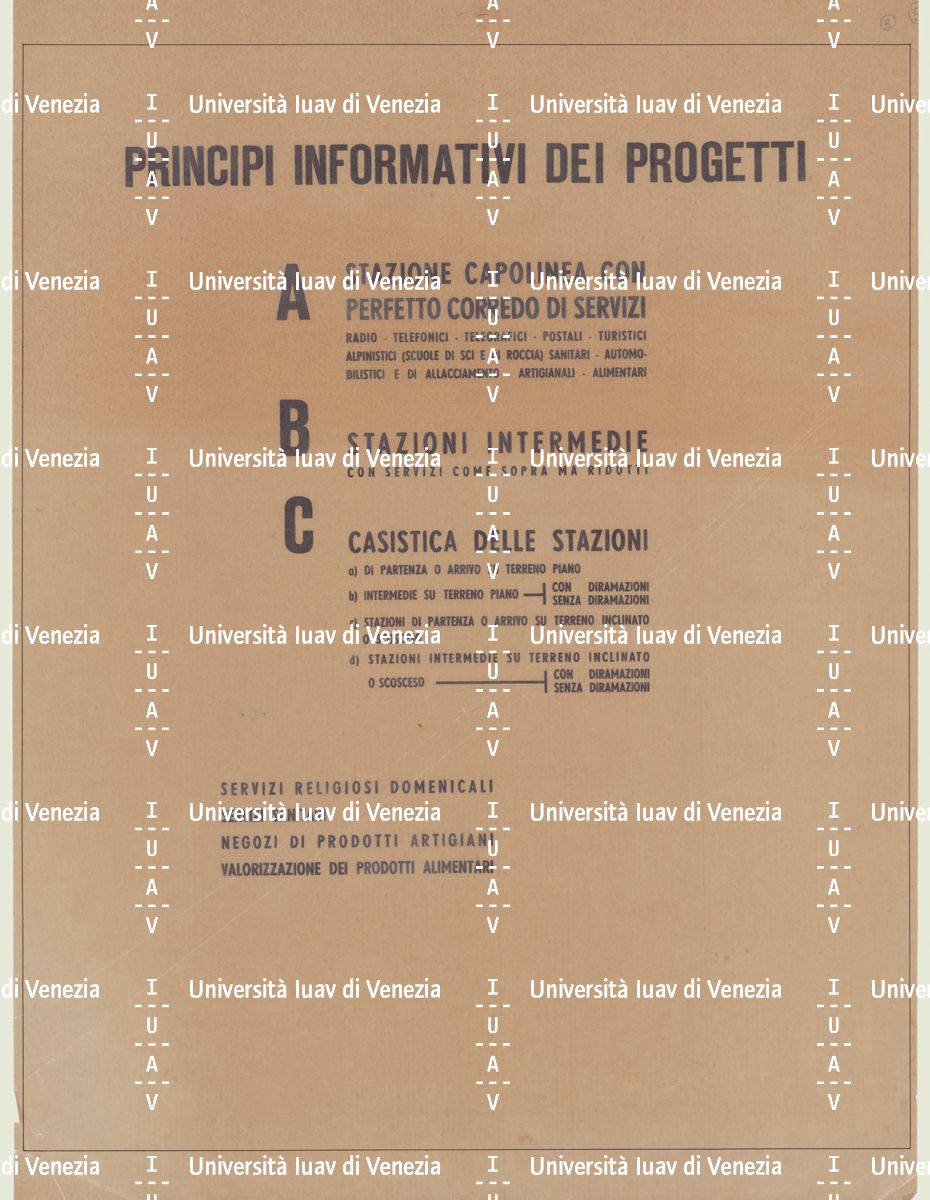 PRINCIPI INFORMATIVI DEI PROGETTI
A
STAZIONE CAPOLINEA CON
PERFETTO CORREDO DI SERVIZI
RADIO - TELEFONICI - TELEGRAFICI - POSTALI - TURISTICI
ALPINISTICI (SCUOLE DI SCI E DI ROCCIA) SANITARI - AUTOMO-
BILISTICI E DI ALLACCIAMENTO - ARTIGIANALI - ALIMENTARI
B
STAZIONI INTERMEDIE
CON SERVIZI COME SOPRA MA RIDOTTI
C
CASISTICA DELLE STAZIONI
a) DI PARTENZA O ARRIVO SU TERRENO PIANO
b) INTERMEDIE SU TERRENO PIANO
CON DIRAMAZIONI
SENZA DIRAMAZIONI
c) STAZIONI DI PARTENZA O ARRIVO SU TERRENO INCLINATO
O
d) STAZIONI INTERMEDIE SU TERRENO INCLINATO
O SCOSCESO
CON DIRAMAZIONI
SENZA DIRAMAZIONI
SERVIZI RELIGIOSI DOMENICALI
NEGOZI DI PRODOTTI ARTIGIANI
VALORIZZAZIONE DEI PRODOTTI ALIMENTARI
Università Iuav di Venezia
I
U
A
V